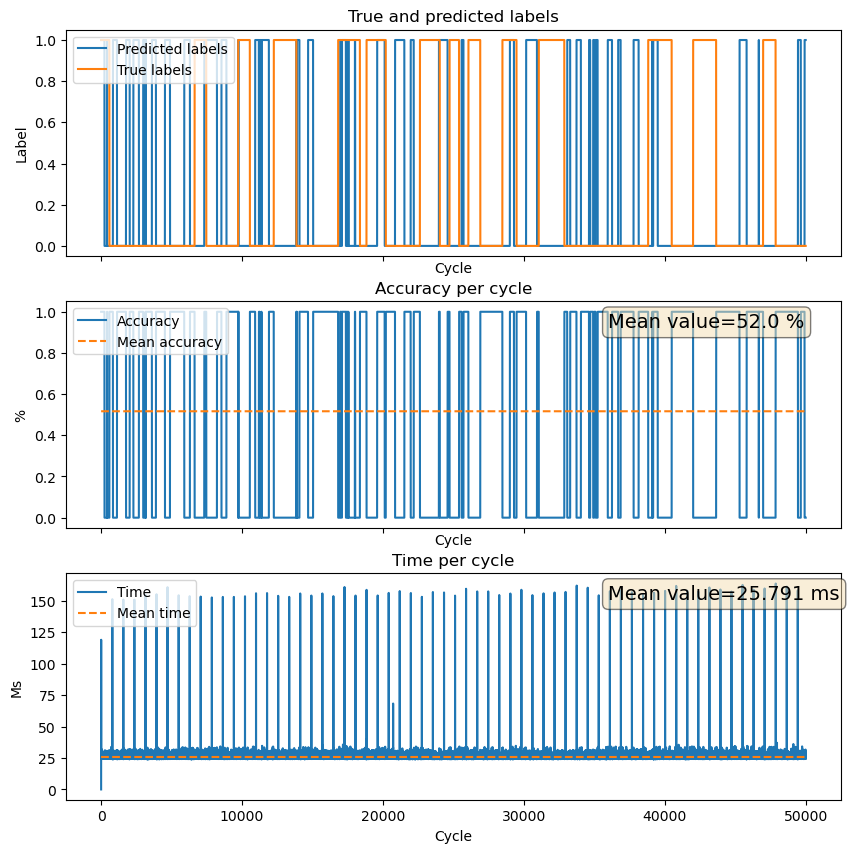 True and predicted labels
Predicted labels
True labels
1.0
0.8
0.6
0.4
0.2
0.0
Label
Cycle
Accuracy per cycle
Accuracy
Mean accuracy
Mean value=52.0 %
1.0
0.8
0.6
0.4
0.2
0.0
%
Cycle
Time per cycle
Time
Mean time
Mean value=25.791 ms
150
125
100
75
50
25
0
Ms
0 10000 20000 30000 40000 50000
Cycle